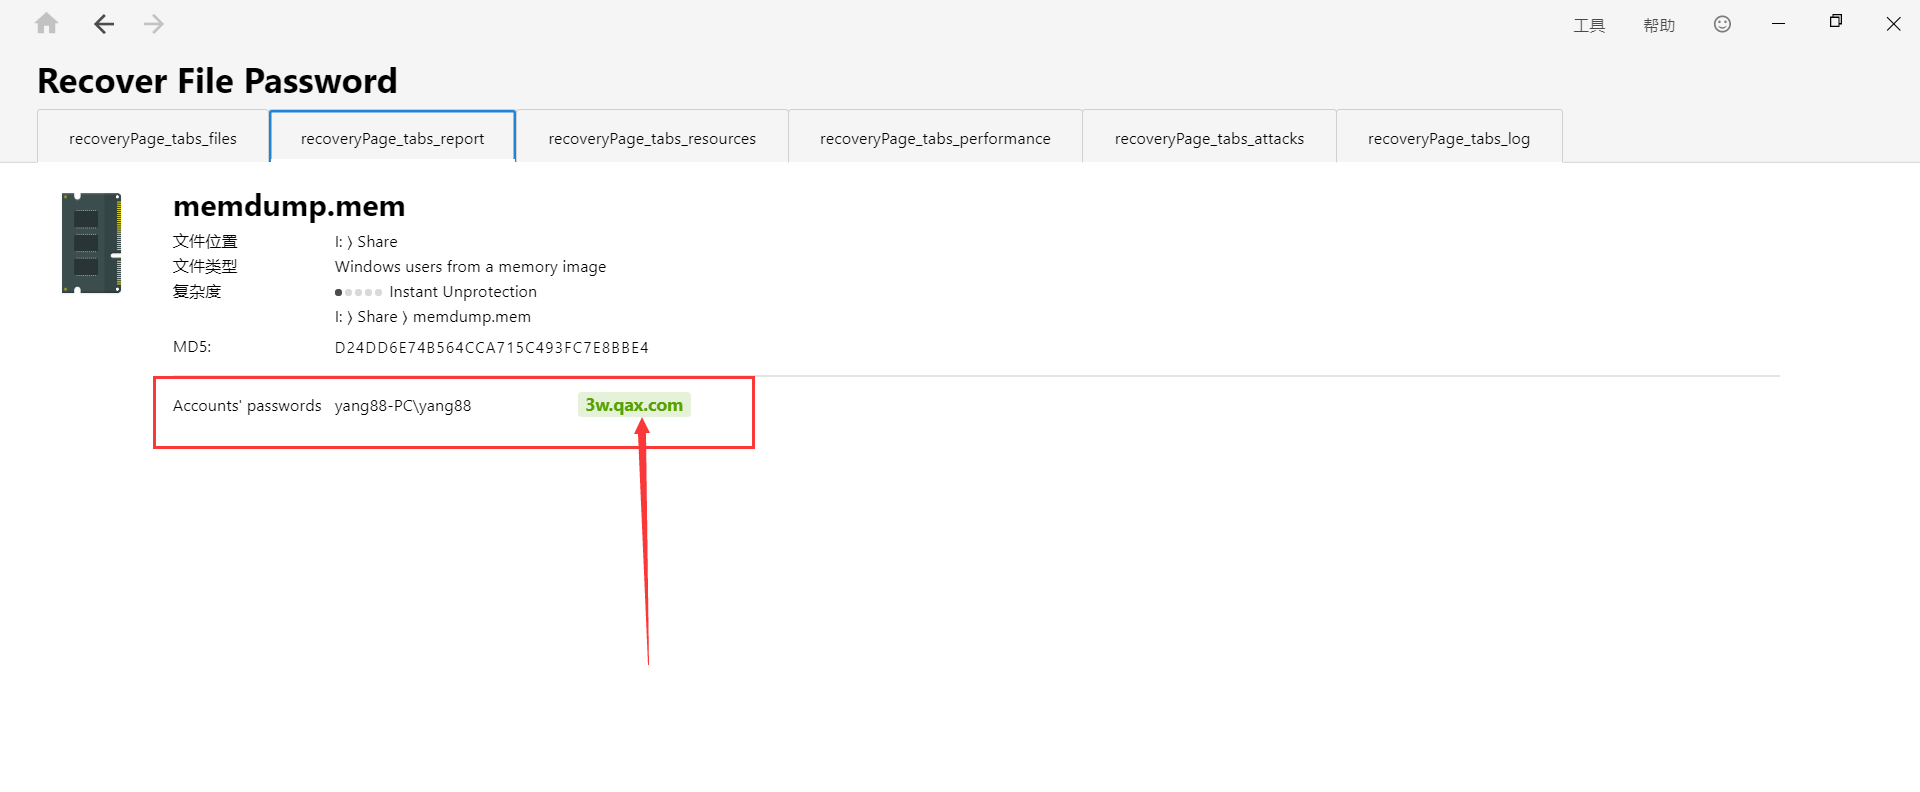 工具 帮助
Recover File Password
recoveryPage_tabs_files recoveryPage_tabs_report recoveryPage_tabs_resources recoveryPage_tabs_performance recoveryPage_tabs_attacks recoveryPage_tabs_log
memdump.mem
文件位置 I: ⟩ Share
文件类型 Windows users from a memory image
复杂度 Instant Unprotection
I: ⟩ Share ⟩ memdump.mem
MD5: D24DD6E74B564CCA715C493FC7E8BBE4
Accounts' passwords yang88-PC\yang88 3w.qax.com